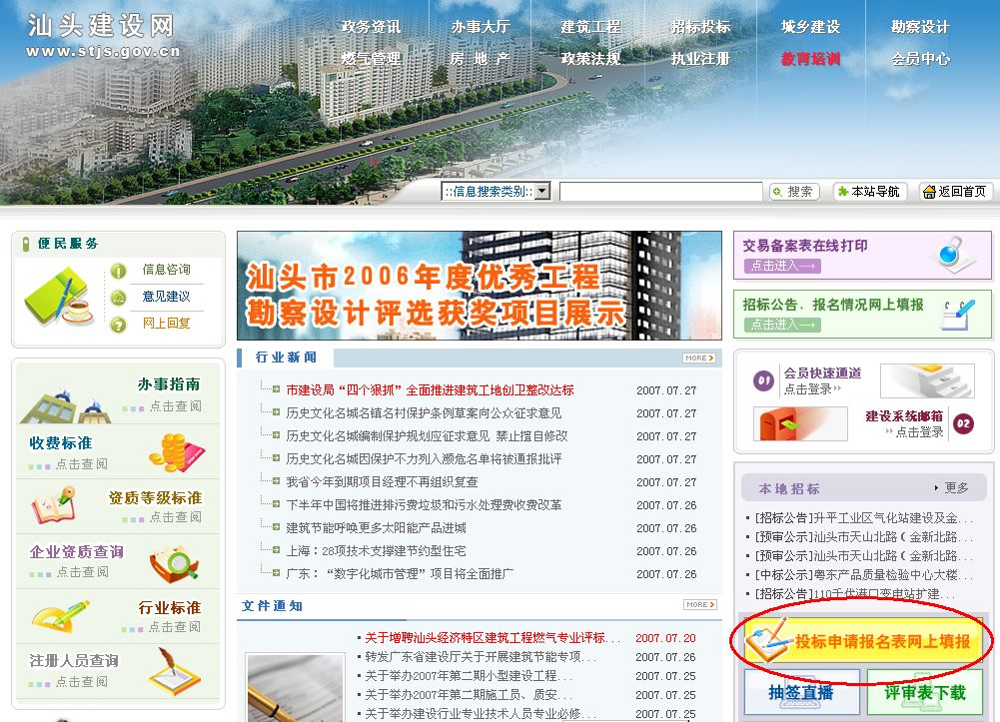 汕头建设网
www.stjs.gov.cn
政务资讯 办事大厅 建筑工程 招标投标 城乡建设 勘察设计
燃气管理 房 地 产 政策法规 执业注册 教育培训 会员中心
::信息搜索类别:: 搜索 本站导航 返回首页
便民服务
信息咨询
意见建议
网上回复
办事指南
点击查阅
收费标准
点击查阅
资质等级标准
点击查阅
企业资质查询
点击查阅
行业标准
点击查阅
注册人员查询
点击查阅
汕头市2006年度优秀工程
勘察设计评选获奖项目展示
行业新闻 MORE
市建设局“四个狠抓”全面推进建筑工地创卫整改达标 2007.07.27
历史文化名城名镇名村保护条例草案向公众征求意见 2007.07.27
历史文化名城编制保护规划应征求意见 禁止擅自修改 2007.07.27
历史文化名城因保护不力列入濒危名单将被通报批评 2007.07.27
我省今年到期项目经理不再组织复查 2007.07.27
下半年中国将推进排污费垃圾和污水处理费收费改革 2007.07.26
建筑节能呼唤更多太阳能产品进城 2007.07.26
上海：28项技术支撑建节约型住宅 2007.07.26
广东：“数字化城市管理”项目将全面推广 2007.07.26
文件通知 MORE
关于增聘汕头经济特区建筑工程燃气专业评标... 2007.07.20
转发广东省建设厅关于开展建筑节能专项... 2007.07.26
关于举办2007年第二期小型建设工程... 2007.07.25
关于举办2007年第二期施工员、质安... 2007.07.25
关于举办建设行业专业技术人员专业必修... 2007.07.25
交易备案表在线打印
点击进入
招标公告、报名情况网上填报
点击进入
01 会员快速通道
点击登录
建设系统邮箱 02
点击登录
本地招标 更多
[招标公告]升平工业区气化站建设及金...
[预审公示]汕头市天山北路（金新北路...
[预审公示]汕头市天山北路（金新北路...
[中标公示]粤东产品质量检验中心大楼...
[招标公告]110千伏港口变电站扩建...
投标申请报名表网上填报
抽签直播 评审表下载